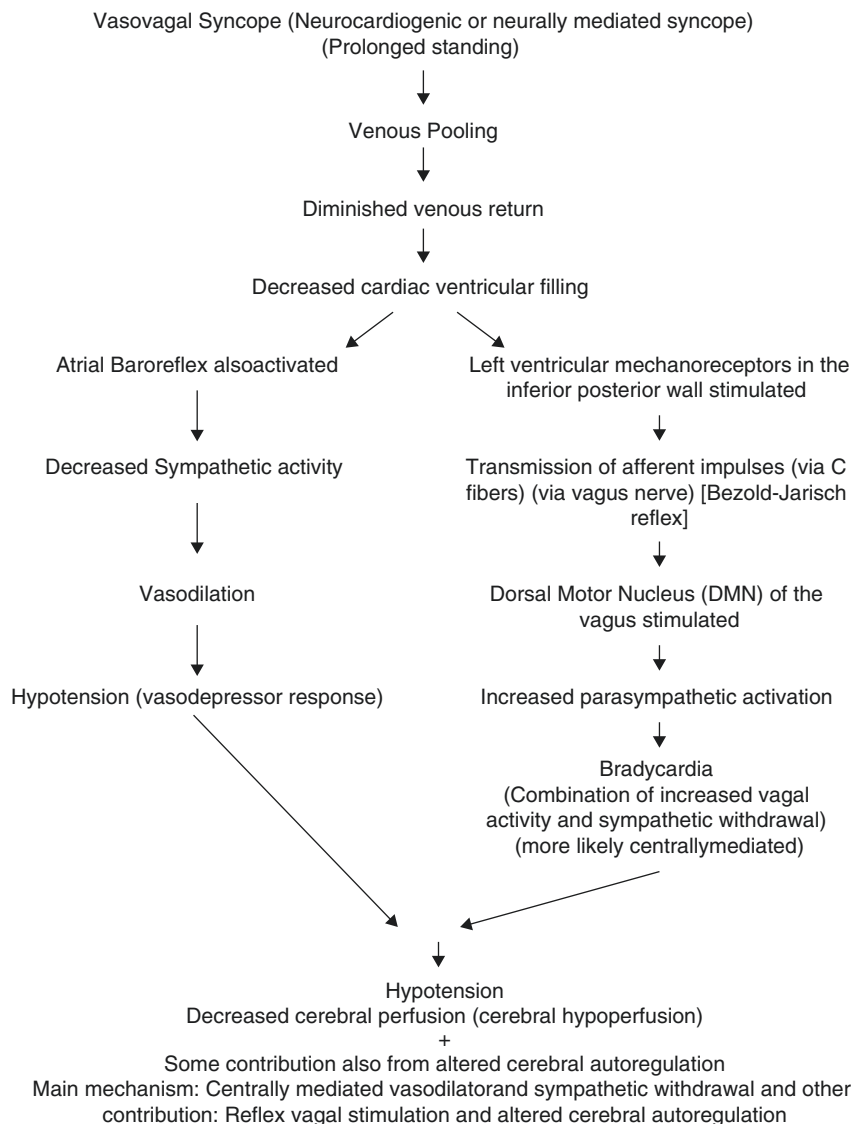 Vasovagal Syncope (Neurocardiogenic or neurally mediated syncope)
(Prolonged standing)
Venous Pooling
Diminished venous return
Decreased cardiac ventricular filling
Atrial Baroreflex alsoactivated
Decreased Sympathetic activity
Vasodilation
Hypotension (vasodepressor response)
Left ventricular mechanoreceptors in the
inferior posterior wall stimulated
Transmission of afferent impulses (via C
fibers) (via vagus nerve) [Bezold-Jarisch
reflex]
Dorsal Motor Nucleus (DMN) of the
vagus stimulated
Increased parasympathetic activation
Bradycardia
(Combination of increased vagal
activity and sympathetic withdrawal)
(more likely centrallymediated)
Hypotension
Decreased cerebral perfusion (cerebral hypoperfusion)
+
Some contribution also from altered cerebral autoregulation
Main mechanism: Centrally mediated vasodilatorand sympathetic withdrawal and other
contribution: Reflex vagal stimulation and altered cerebral autoregulation